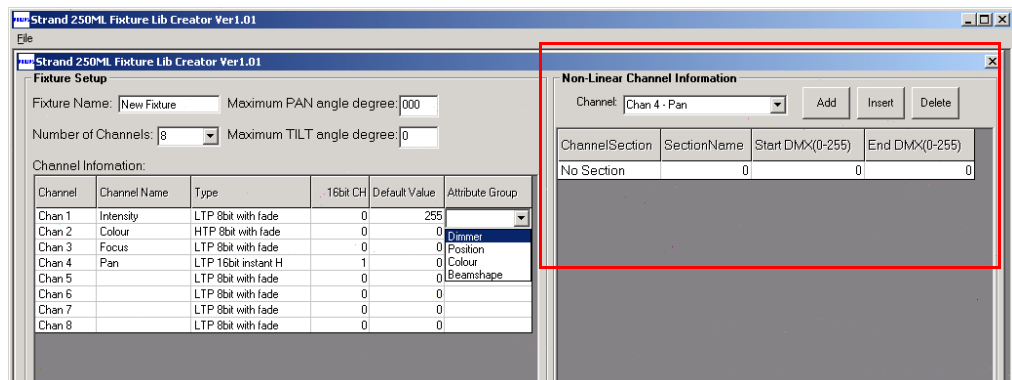 Strand 250ML Fixture Lib Creator Ver1.01
File
Strand 250ML Fixture Lib Creator Ver1.01
Fixture Setup
Fixture Name: New Fixture Maximum PAN angle degree: 000
Number of Channels: 8 Maximum TILT angle degree: 0
Channel Infomation:
Channel Channel Name Type 16bit CH Default Value Attribute Group
Chan 1 Intensity LTP 8bit with fade 0 255
Chan 2 Colour HTP 8bit with fade 0 0 Dimmer
Chan 3 Focus LTP 8bit with fade 0 0 Position
Chan 4 Pan LTP 16bit instant H 1 0 Colour
Chan 5 LTP 8bit with fade 0 0 Beamshape
Chan 6 LTP 8bit with fade 0 0
Chan 7 LTP 8bit with fade 0 0
Chan 8 LTP 8bit with fade 0 0
Non-Linear Channel Information
Channel: Chan 4 - Pan Add Insert Delete
ChannelSection SectionName Start DMX(0-255) End DMX(0-255)
No Section 0 0 0